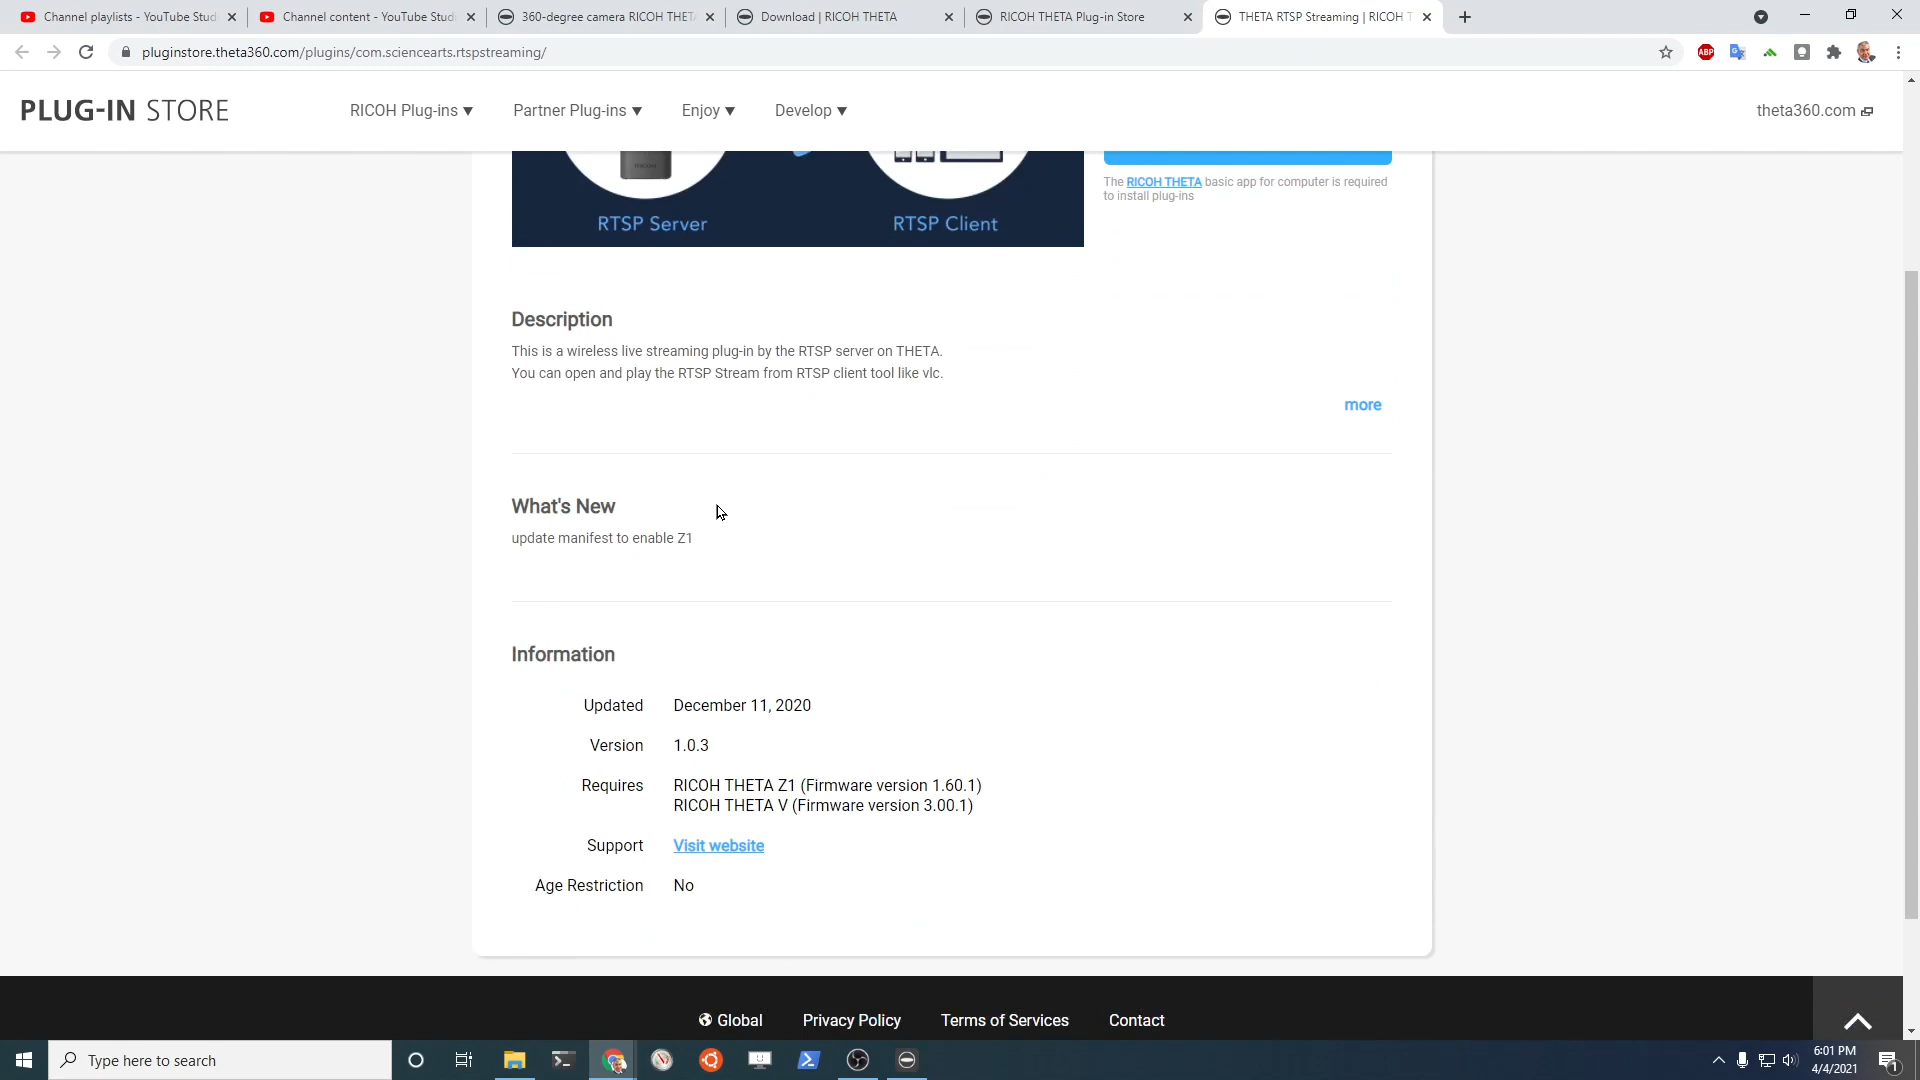 Channel playlists - YouTube Stud
Channel content - YouTube Studi
360-degree camera RICOH THET
Download | RICOH THETA
RICOH THETA Plug-in Store
THETA RTSP Streaming | RICOH T
pluginstore.theta360.com/plugins/com.sciencearts.rtspstreaming/
ABP
PLUG-IN STORE
RICOH Plug-ins ▼
Partner Plug-ins ▼
Enjoy ▼
Develop ▼
theta360.com
RTSP Server
RTSP Client
The RICOH THETA basic app for computer is required
to install plug-ins
Description
This is a wireless live streaming plug-in by the RTSP server on THETA.
You can open and play the RTSP Stream from RTSP client tool like vlc.
more
What's New
update manifest to enable Z1
Information
Updated December 11, 2020
Version 1.0.3
Requires RICOH THETA Z1 (Firmware version 1.60.1)
RICOH THETA V (Firmware version 3.00.1)
Support Visit website
Age Restriction No
Global
Privacy Policy
Terms of Services
Contact
Type here to search
6:01 PM
4/4/2021
1